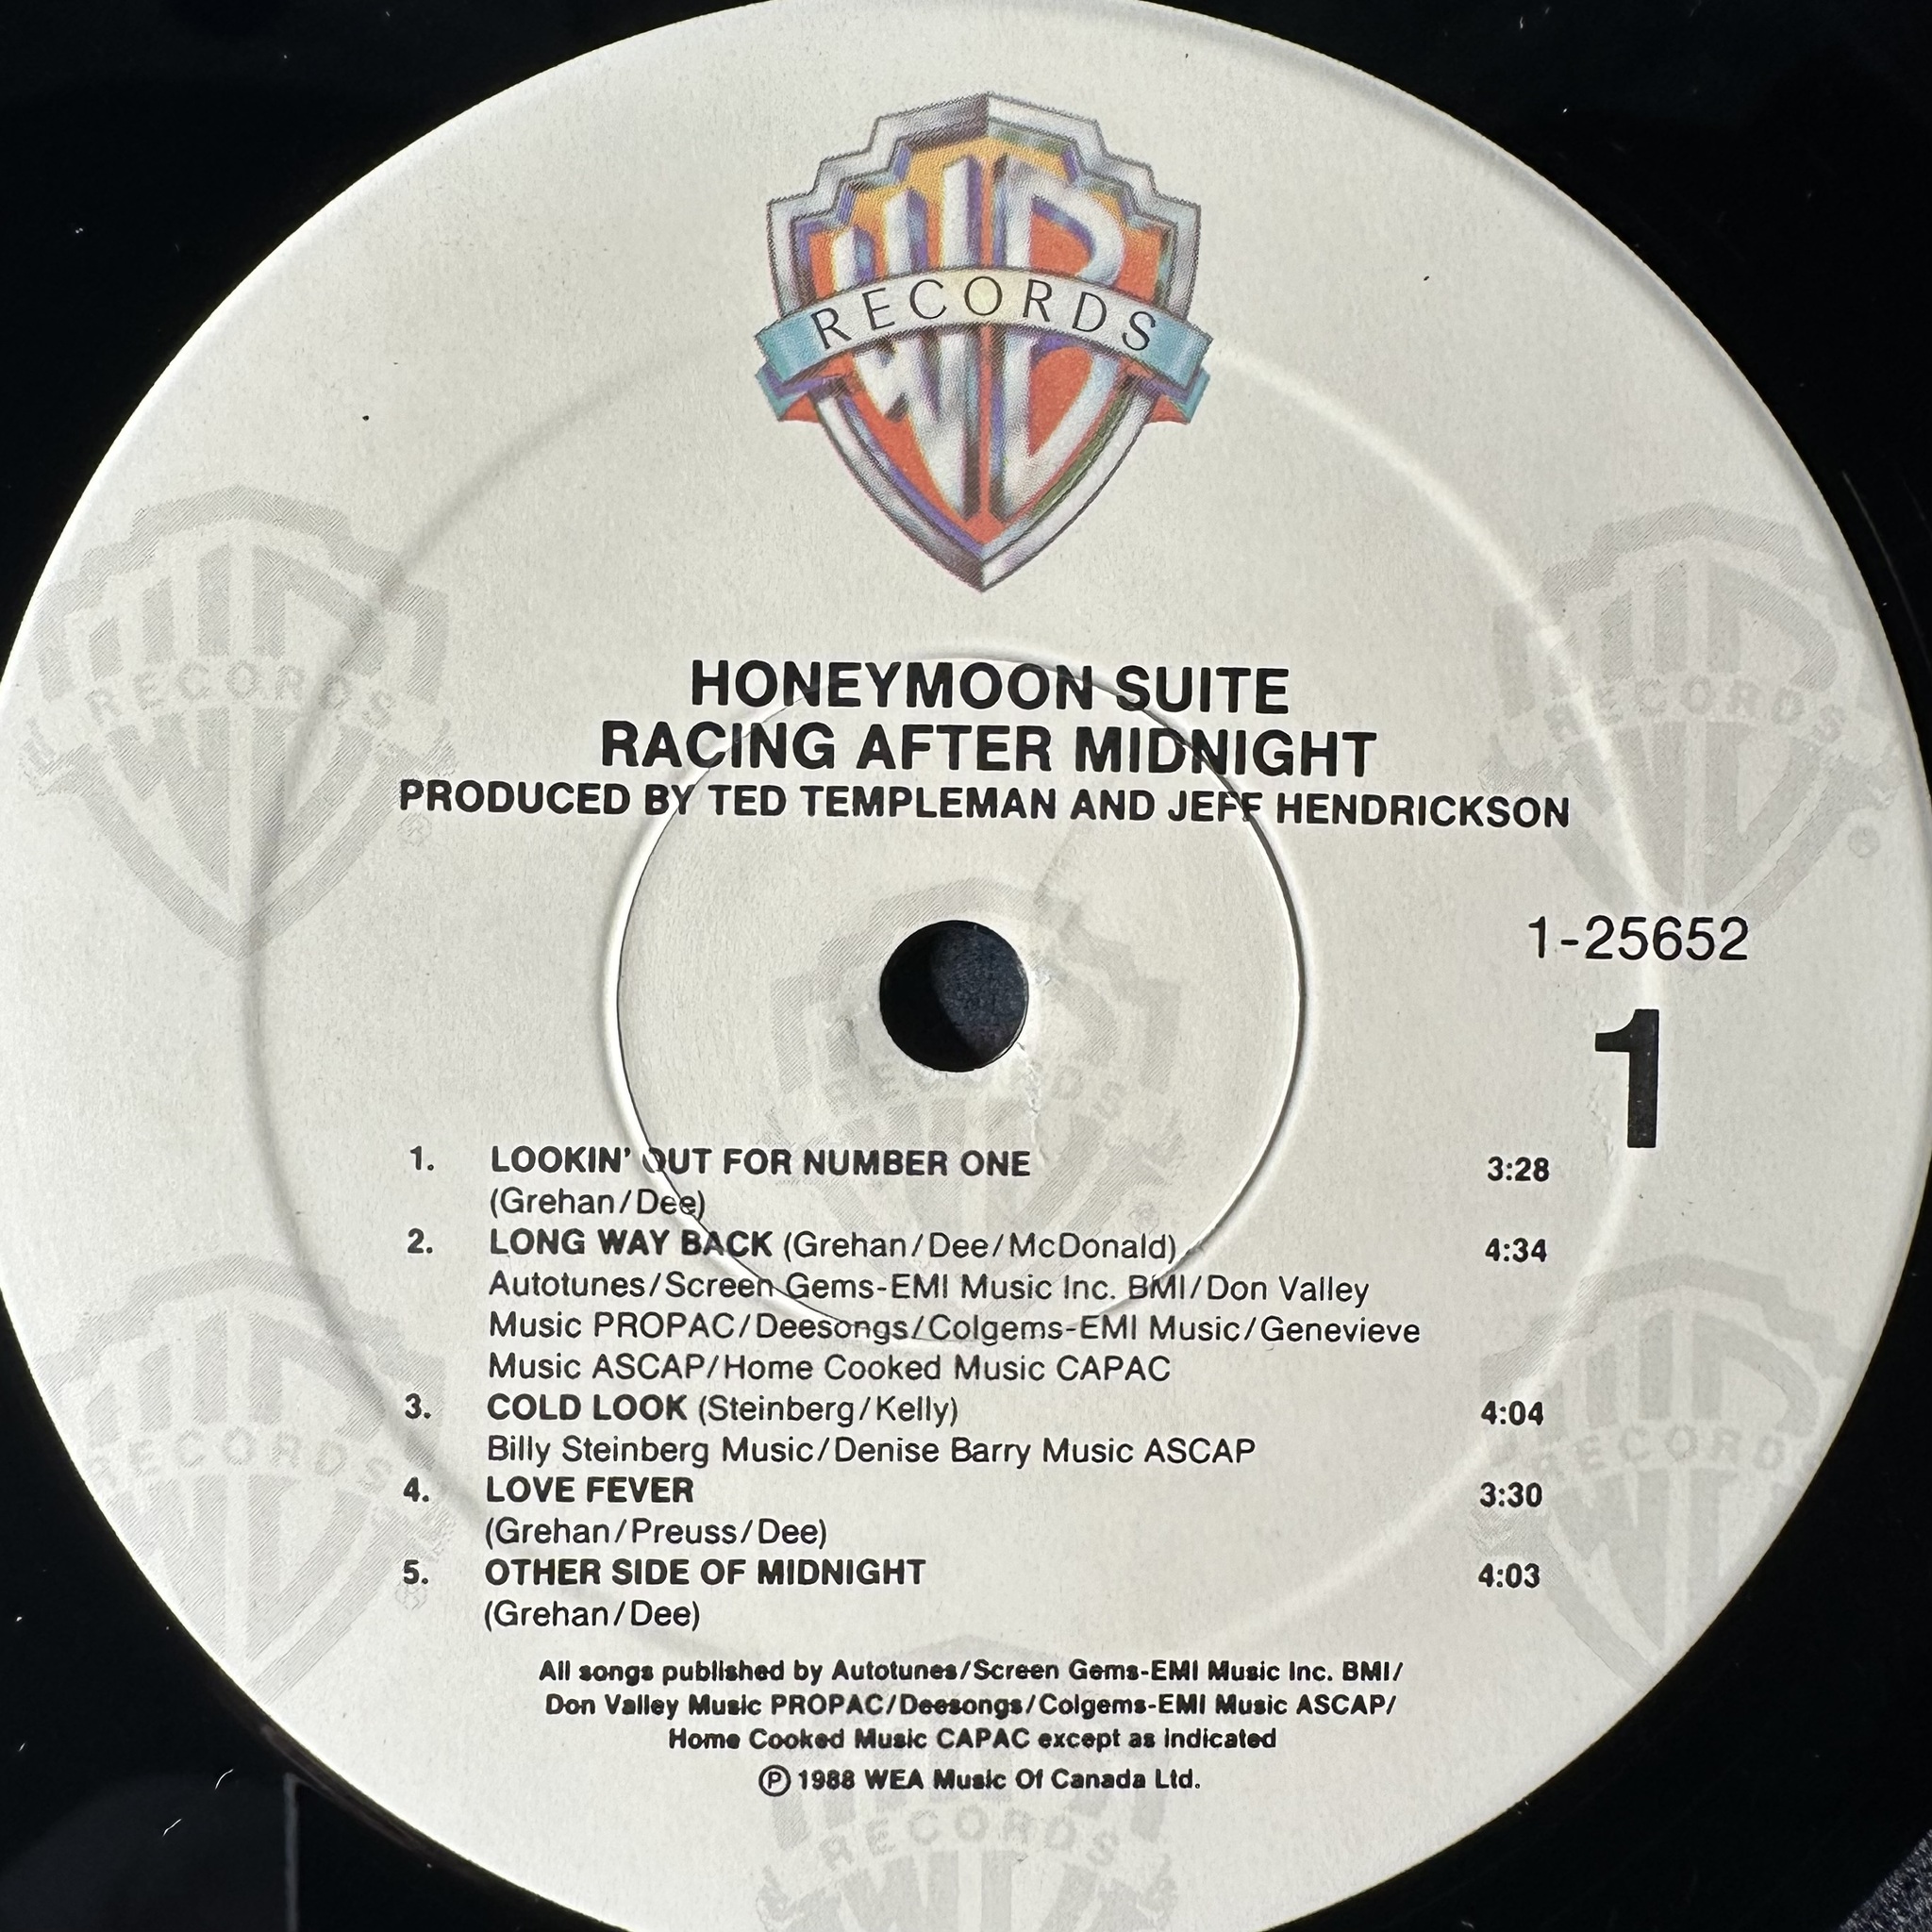 WB
RECORDS
HONEYMOON SUITE
RACING AFTER MIDNIGHT
PRODUCED BY TED TEMPLEMAN AND JEFF HENDRICKSON
1-25652
1
1. LOOKIN' OUT FOR NUMBER ONE 3:28
(Grehan/Dee)
2. LONG WAY BACK (Grehan/Dee/McDonald) 4:34
Autotunes/Screen Gems-EMI Music Inc. BMI/Don Valley
Music PROPAC/Deesongs/Colgems-EMI Music/Genevieve
Music ASCAP/Home Cooked Music CAPAC
3. COLD LOOK (Steinberg/Kelly) 4:04
Billy Steinberg Music/Denise Barry Music ASCAP
4. LOVE FEVER 3:30
(Grehan/Preuss/Dee)
5. OTHER SIDE OF MIDNIGHT 4:03
(Grehan/Dee)
All songs published by Autotunes/Screen Gems-EMI Music Inc. BMI/
Don Valley Music PROPAC/Deesongs/Colgems-EMI Music ASCAP/
Home Cooked Music CAPAC except as indicated
Ⓟ 1988 WEA Music Of Canada Ltd.